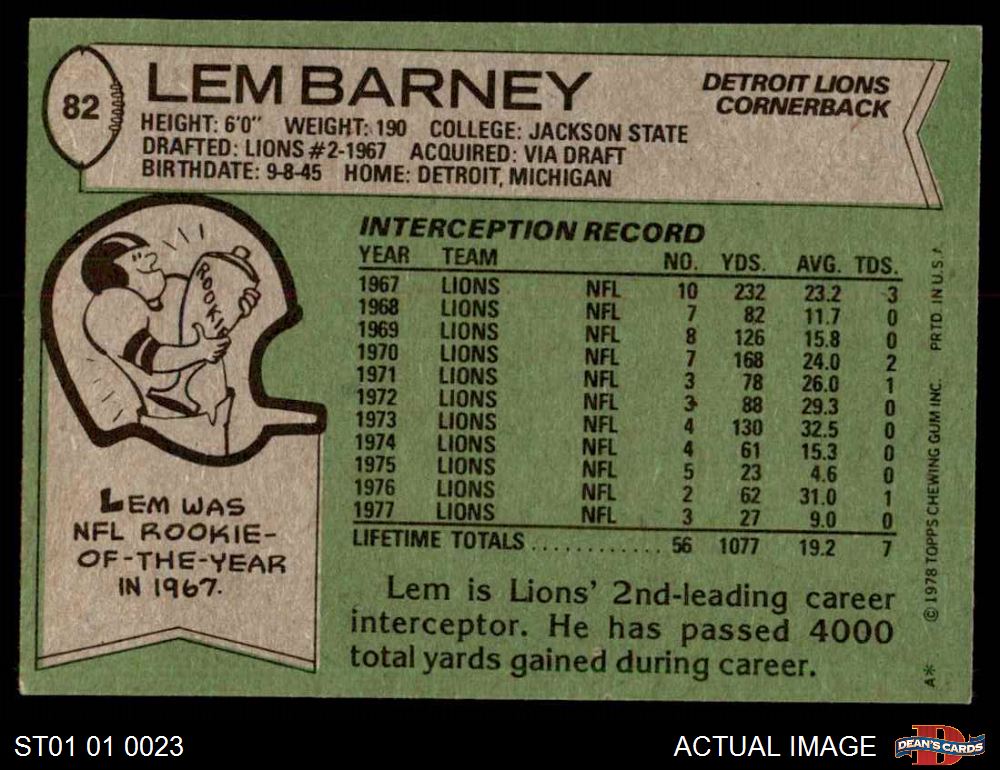 82
LEM BARNEY
DETROIT LIONS
CORNERBACK
HEIGHT: 6'0" WEIGHT: 190 COLLEGE: JACKSON STATE
DRAFTED: LIONS #2-1967 ACQUIRED: VIA DRAFT
BIRTHDATE: 9-8-45 HOME: DETROIT, MICHIGAN
ROOKIE
LEM WAS
NFL ROOKIE-
OF-THE-YEAR
IN 1967.
INTERCEPTION RECORD
YEAR TEAM NO. YDS. AVG. TDS.
1967 LIONS NFL 10 232 23.2 3
1968 LIONS NFL 7 82 11.7 0
1969 LIONS NFL 8 126 15.8 0
1970 LIONS NFL 7 168 24.0 2
1971 LIONS NFL 3 78 26.0 1
1972 LIONS NFL 3 88 29.3 0
1973 LIONS NFL 4 130 32.5 0
1974 LIONS NFL 4 61 15.3 0
1975 LIONS NFL 5 23 4.6 0
1976 LIONS NFL 2 62 31.0 1
1977 LIONS NFL 3 27 9.0 0
LIFETIME TOTALS .............. 56 1077 19.2 7
Lem is Lions' 2nd-leading career
interceptor. He has passed 4000
total yards gained during career.
A* © 1978 TOPPS CHEWING GUM INC. PRTD. IN U.S.A.
ST01 01 0023
ACTUAL IMAGE
D
DEAN'S CARDS